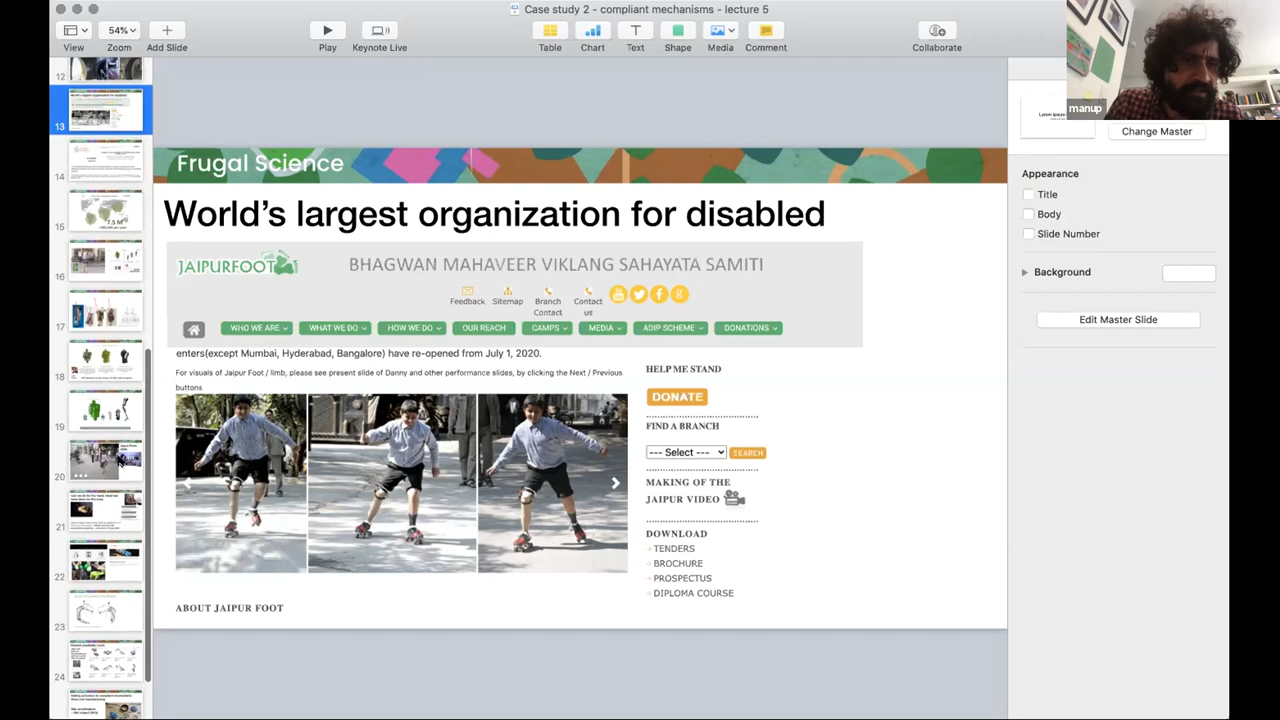 Case study 2 - compliant mechanisms - lecture 5
54%
View
Zoom
Add Slide
Play
Keynote Live
Table
Chart
Text
Shape
Media
Comment
Collaborate
manup
Change Master
Appearance
Title
Body
Slide Number
Background
Edit Master Slide
12
13
14
15
16
17
18
19
20
21
22
23
24
Frugal Science
World's largest organization for disabled
JAIPURFOOT
BHAGWAN MAHAVEER VIKLANG SAHAYATA SAMITI
Feedback
Sitemap
Branch Contact
Contact us
WHO WE ARE
WHAT WE DO
HOW WE DO
OUR REACH
CAMPS
MEDIA
ADIP SCHEME
DONATIONS
enters(except Mumbai, Hyderabad, Bangalore) have re-opened from July 1, 2020.
For visuals of Jaipur Foot / limb, please see present slide of Danny and other performance slides, by clicking the Next / Previous
buttons
HELP ME STAND
DONATE
FIND A BRANCH
--- Select ---
SEARCH
MAKING OF THE
JAIPUR VIDEO
DOWNLOAD
TENDERS
BROCHURE
PROSPECTUS
DIPLOMA COURSE
ABOUT JAIPUR FOOT